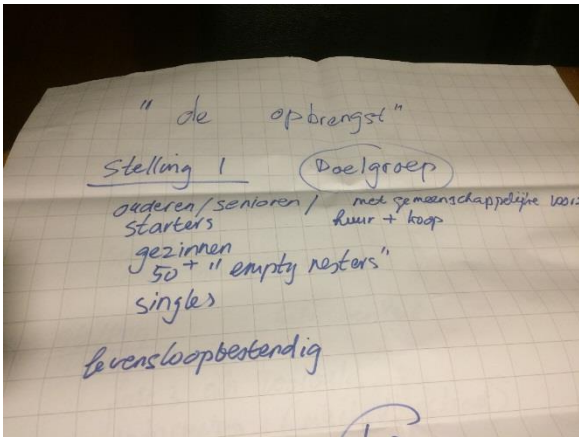 "de opbrengst"
Stelling 1 Doelgroep
ouderen/senioren/ met gemeenschappelijke
starters huur + koop
gezinnen
50+ "empty nesters"
singles
levensloopbestendig